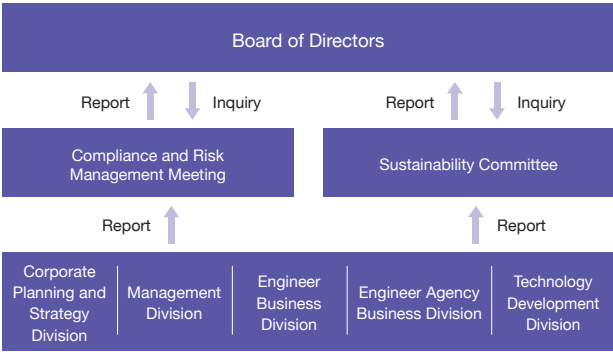 Board of Directors
Report Inquiry Report Inquiry
Compliance and Risk
Management Meeting
Sustainability Committee
Report Report
Corporate
Planning and
Strategy
Division
Management
Division
Engineer
Business
Division
Engineer Agency
Business Division
Technology
Development
Division